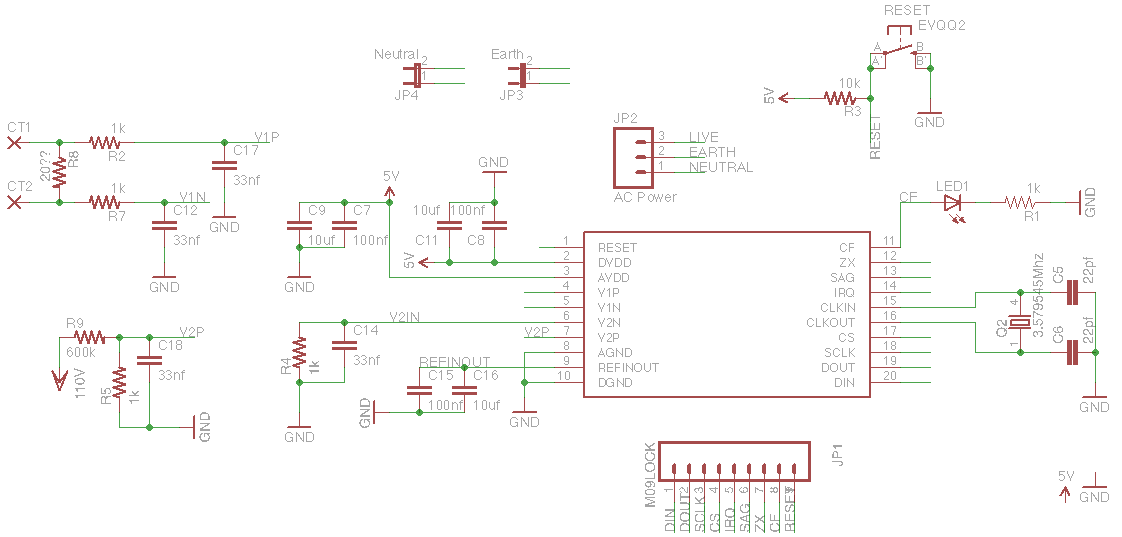 RESET
EVQQ2
A
B
A'
B'
Neutral
2
1
JP4
Earth
2
1
JP3
5V
10k
R3
GND
RESET
CT1
1k
R2
V1P
C17
33nf
20??
R8
CT2
1k
R7
V1N
C12
33nf
GND
GND
JP2
3
LIVE
2
EARTH
1
NEUTRAL
AC Power
GND
5V
C9
C7
10uf
100nf
GND
10uf
100nf
C11
C8
5V
CF
LED1
1k
R1
GND
1
RESET
CF
11
2
DVDD
ZX
12
3
AVDD
SAG
13
4
V1P
IRQ
14
5
V1N
CLKIN
15
6
V2N
CLKOUT
16
7
V2P
CS
17
8
AGND
SCLK
18
9
REFINOUT
DOUT
19
10
DGND
DIN
20
Q2
4
1
3.579545Mhz
C5
22pf
C6
22pf
GND
R9
600k
V2P
C18
33nf
110V
R5
1k
GND
V2IN
R4
1k
C14
33nf
GND
V2P
REFINOUT
C15
C16
100nf
10uf
GND
GND
M09LOCK
JP1
1
2
3
4
5
6
7
8
9
DIN
DOUT
SCLK
CS
IRQ
SAG
ZX
CF
RESET
5V
GND